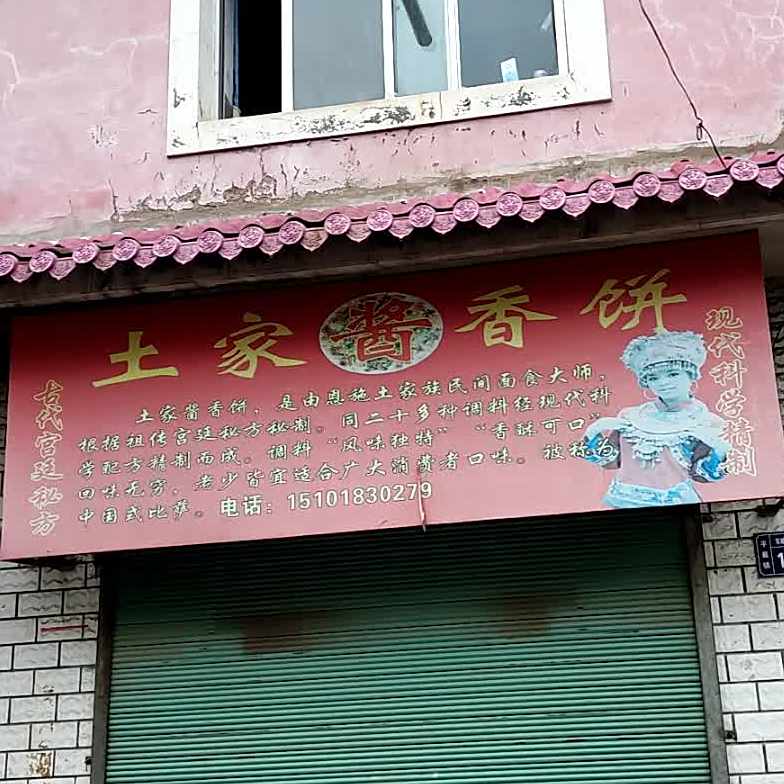 土家酱香饼
古代宫廷秘方
土家酱香饼，是由恩施土家族民间面食大师，
根据祖传宫廷秘方秘制。同二十多种调料经现代科
学配方精制而成。调料“风味独特”“香酥可口”
回味无穷，老少皆宜适合广大消费者口味。被称为
中国式比萨。电话：15101830279
现代科学精制